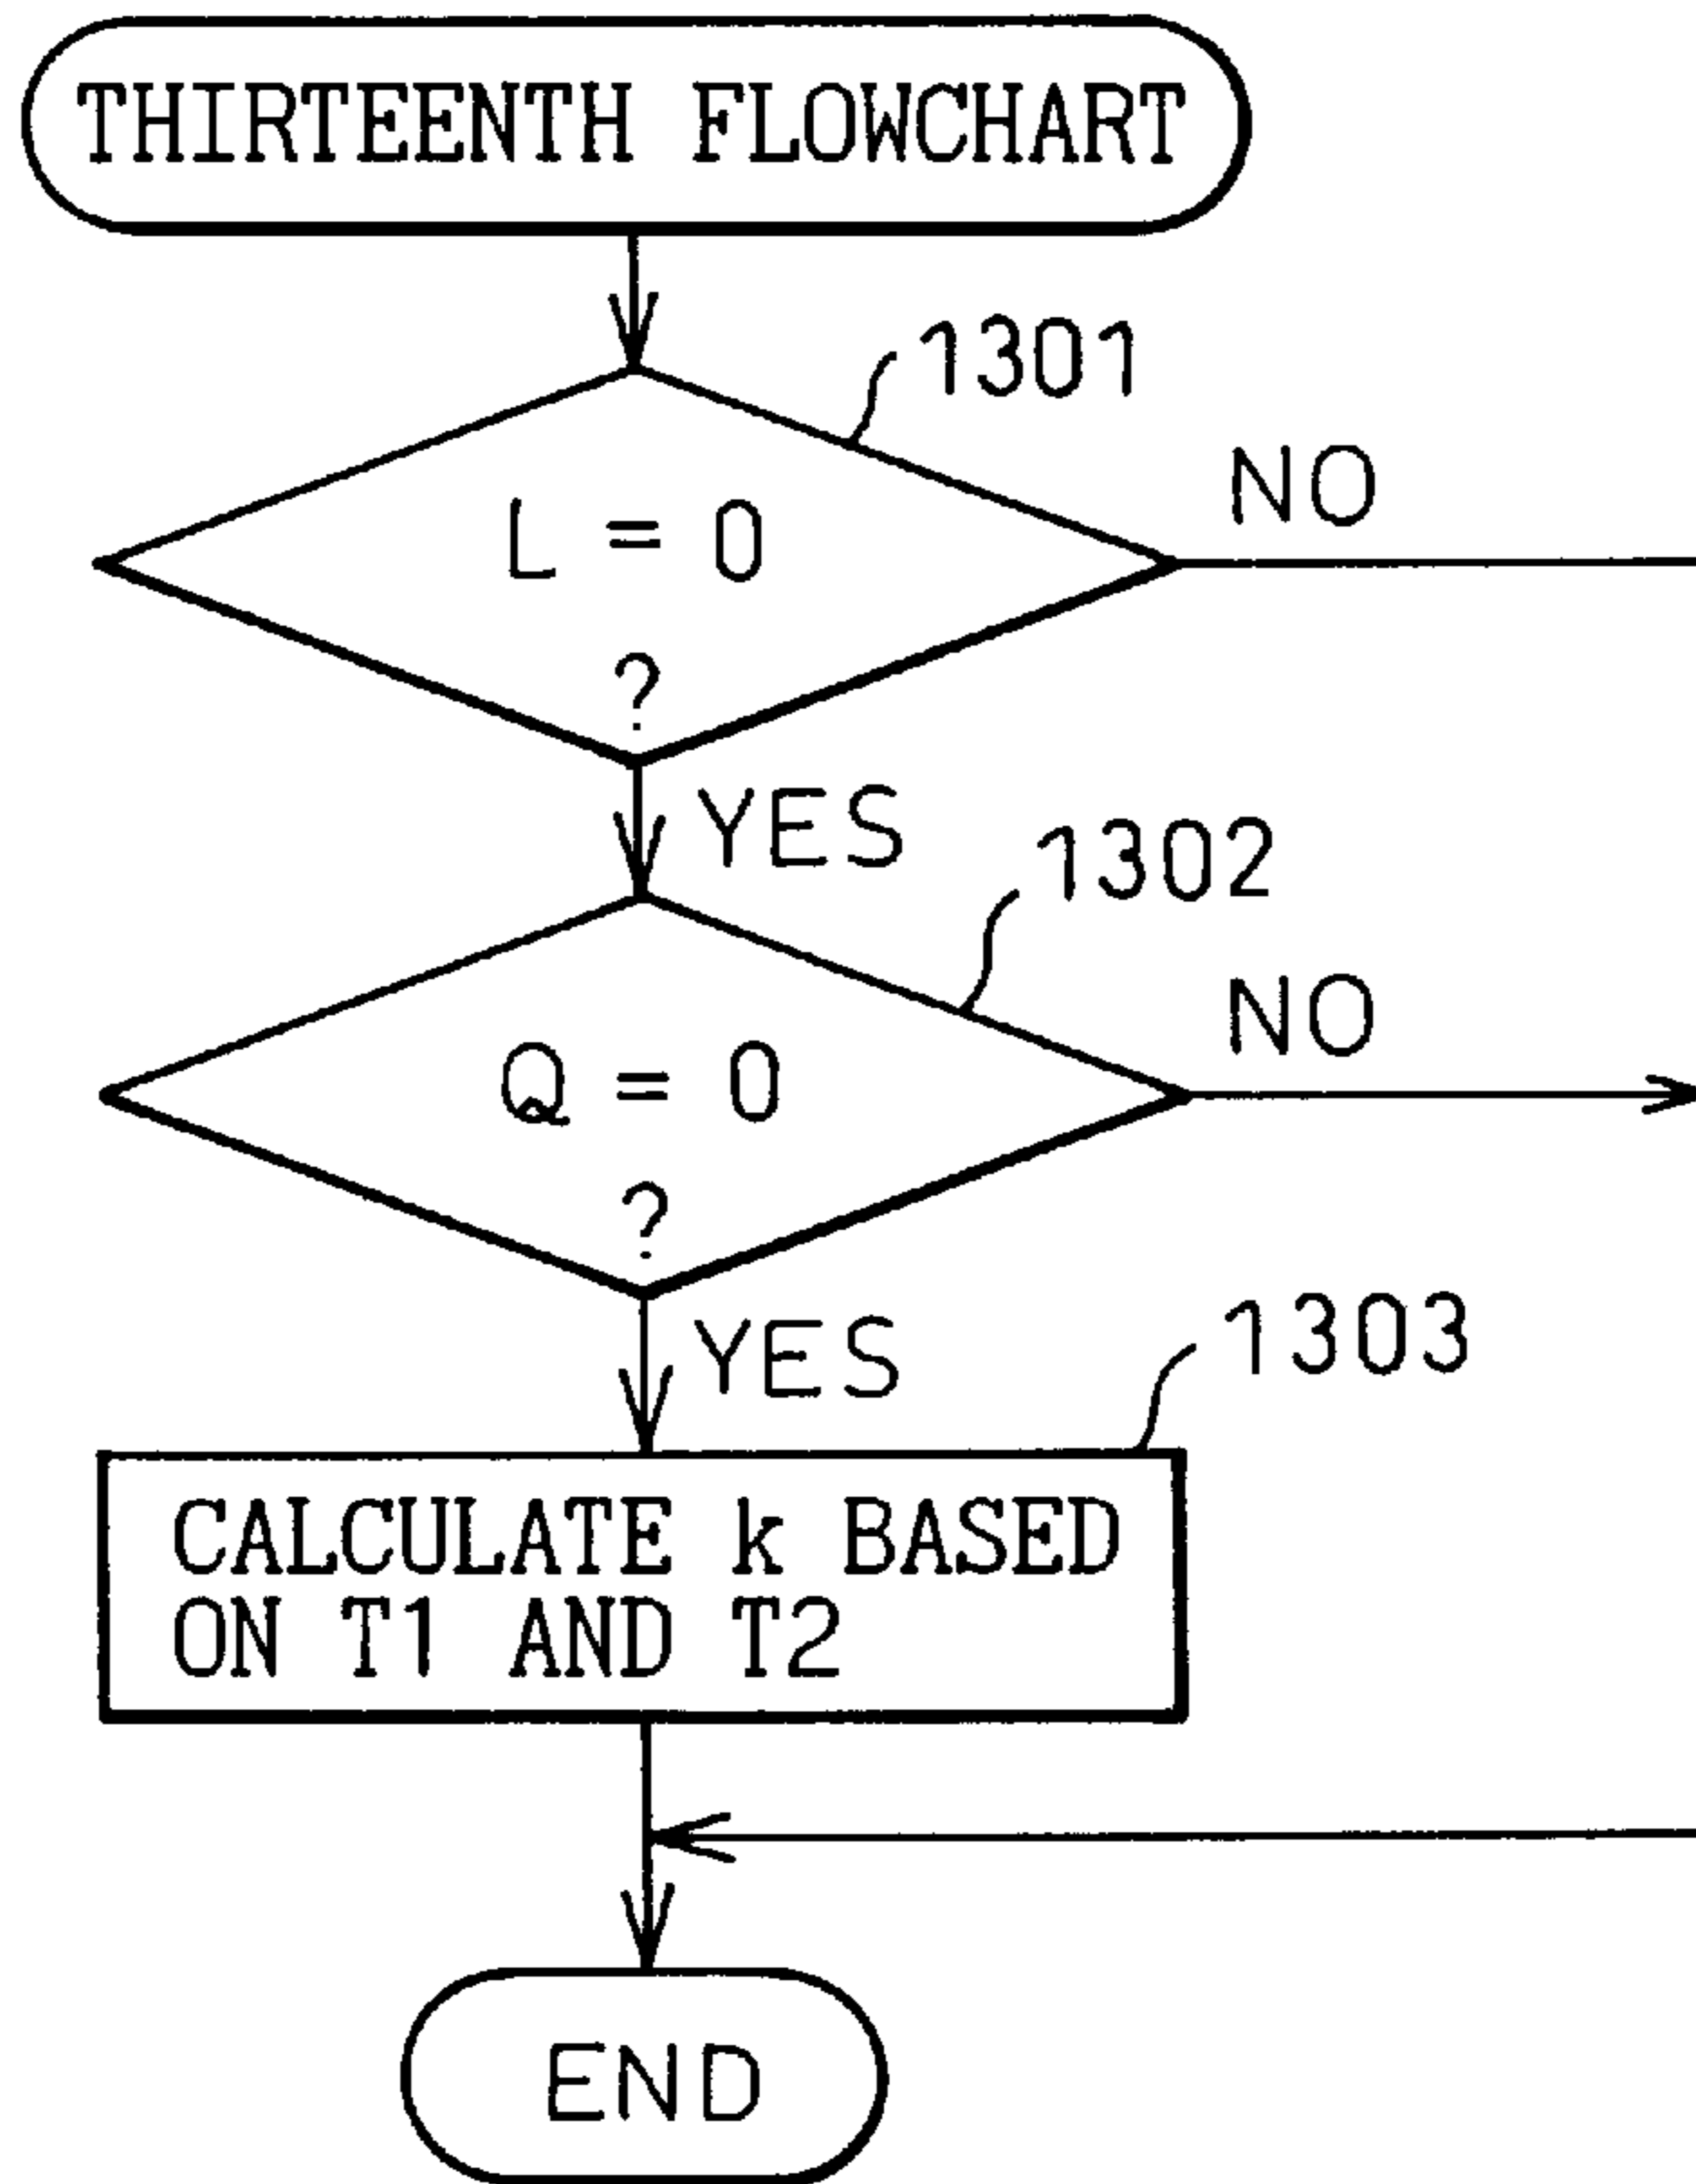 THIRTEENTH FLOWCHART
1301
L = 0
?
NO
YES
1302
Q = 0
?
NO
YES
1303
CALCULATE k BASED
ON T1 AND T2
END